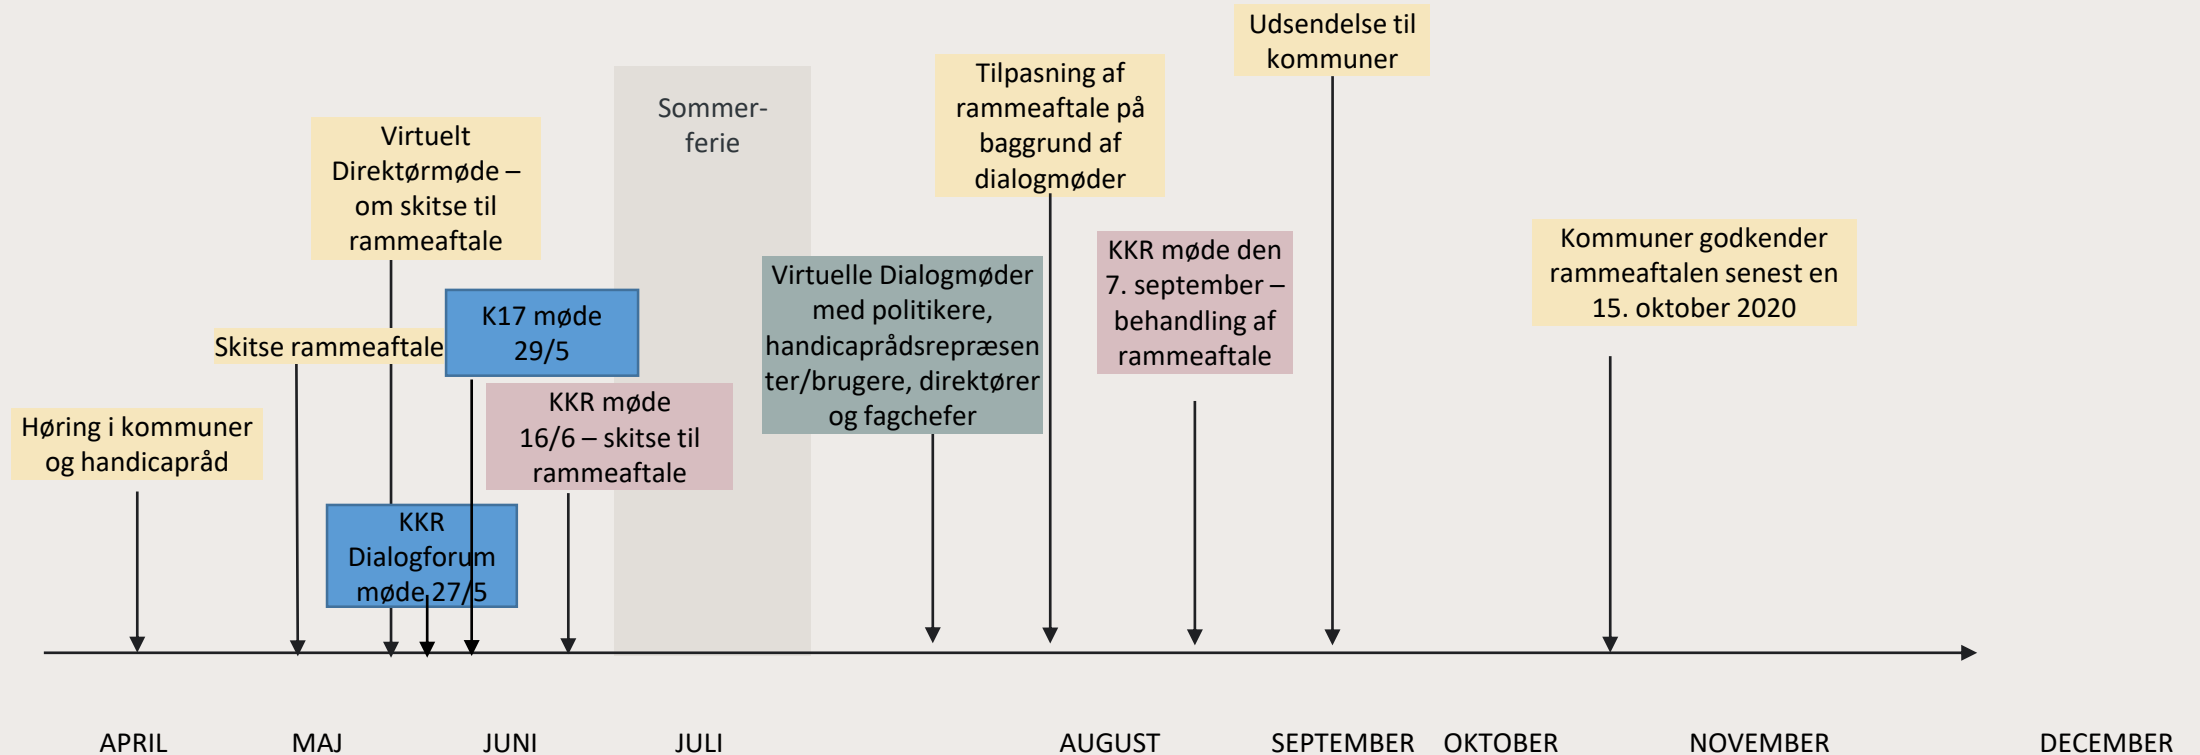 Høring i kommuner
og handicapråd
Skitse rammeaftale
Virtuelt
Direktørmøde –
om skitse til
rammeaftale
KKR
Dialogforum
møde 27/5
K17 møde
29/5
KKR møde
16/6 – skitse til
rammeaftale
Sommer-
ferie
Virtuelle Dialogmøder
med politikere,
handicaprådsrepræsen
ter/brugere, direktører
og fagchefer
Tilpasning af
rammeaftale på
baggrund af
dialogmøder
KKR møde den
7. september –
behandling af
rammeaftale
Udsendelse til
kommuner
Kommuner godkender
rammeaftalen senest en
15. oktober 2020
APRIL MAJ JUNI JULI AUGUST SEPTEMBER OKTOBER NOVEMBER DECEMBER